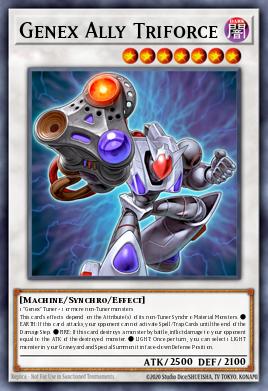 GENEX ALLY TRIFORCE
DARK
闇
[MACHINE/SYNCHRO/EFFECT]
1 "Genex" Tuner + 1 or more non-Tuner monsters
This card's effects depend on the Attribute(s) of its non-Tuner Synchro Material Monsters. ●
EARTH: If this card attacks, your opponent cannot activate Spell/Trap Cards until the end of the
Damage Step. ● FIRE: If this card destroys a monster by battle, inflict damage to your opponent
equal to the ATK of the destroyed monster. ● LIGHT: Once per turn, you can select 1 LIGHT
monster in your Graveyard and Special Summon it in face-down Defense Position.
ATK/2500 DEF/2100
Replica - Not For Use in Sanctioned Tournaments
©2020 Studio Dice/SHUEISHA, TV TOKYO, KONAMI